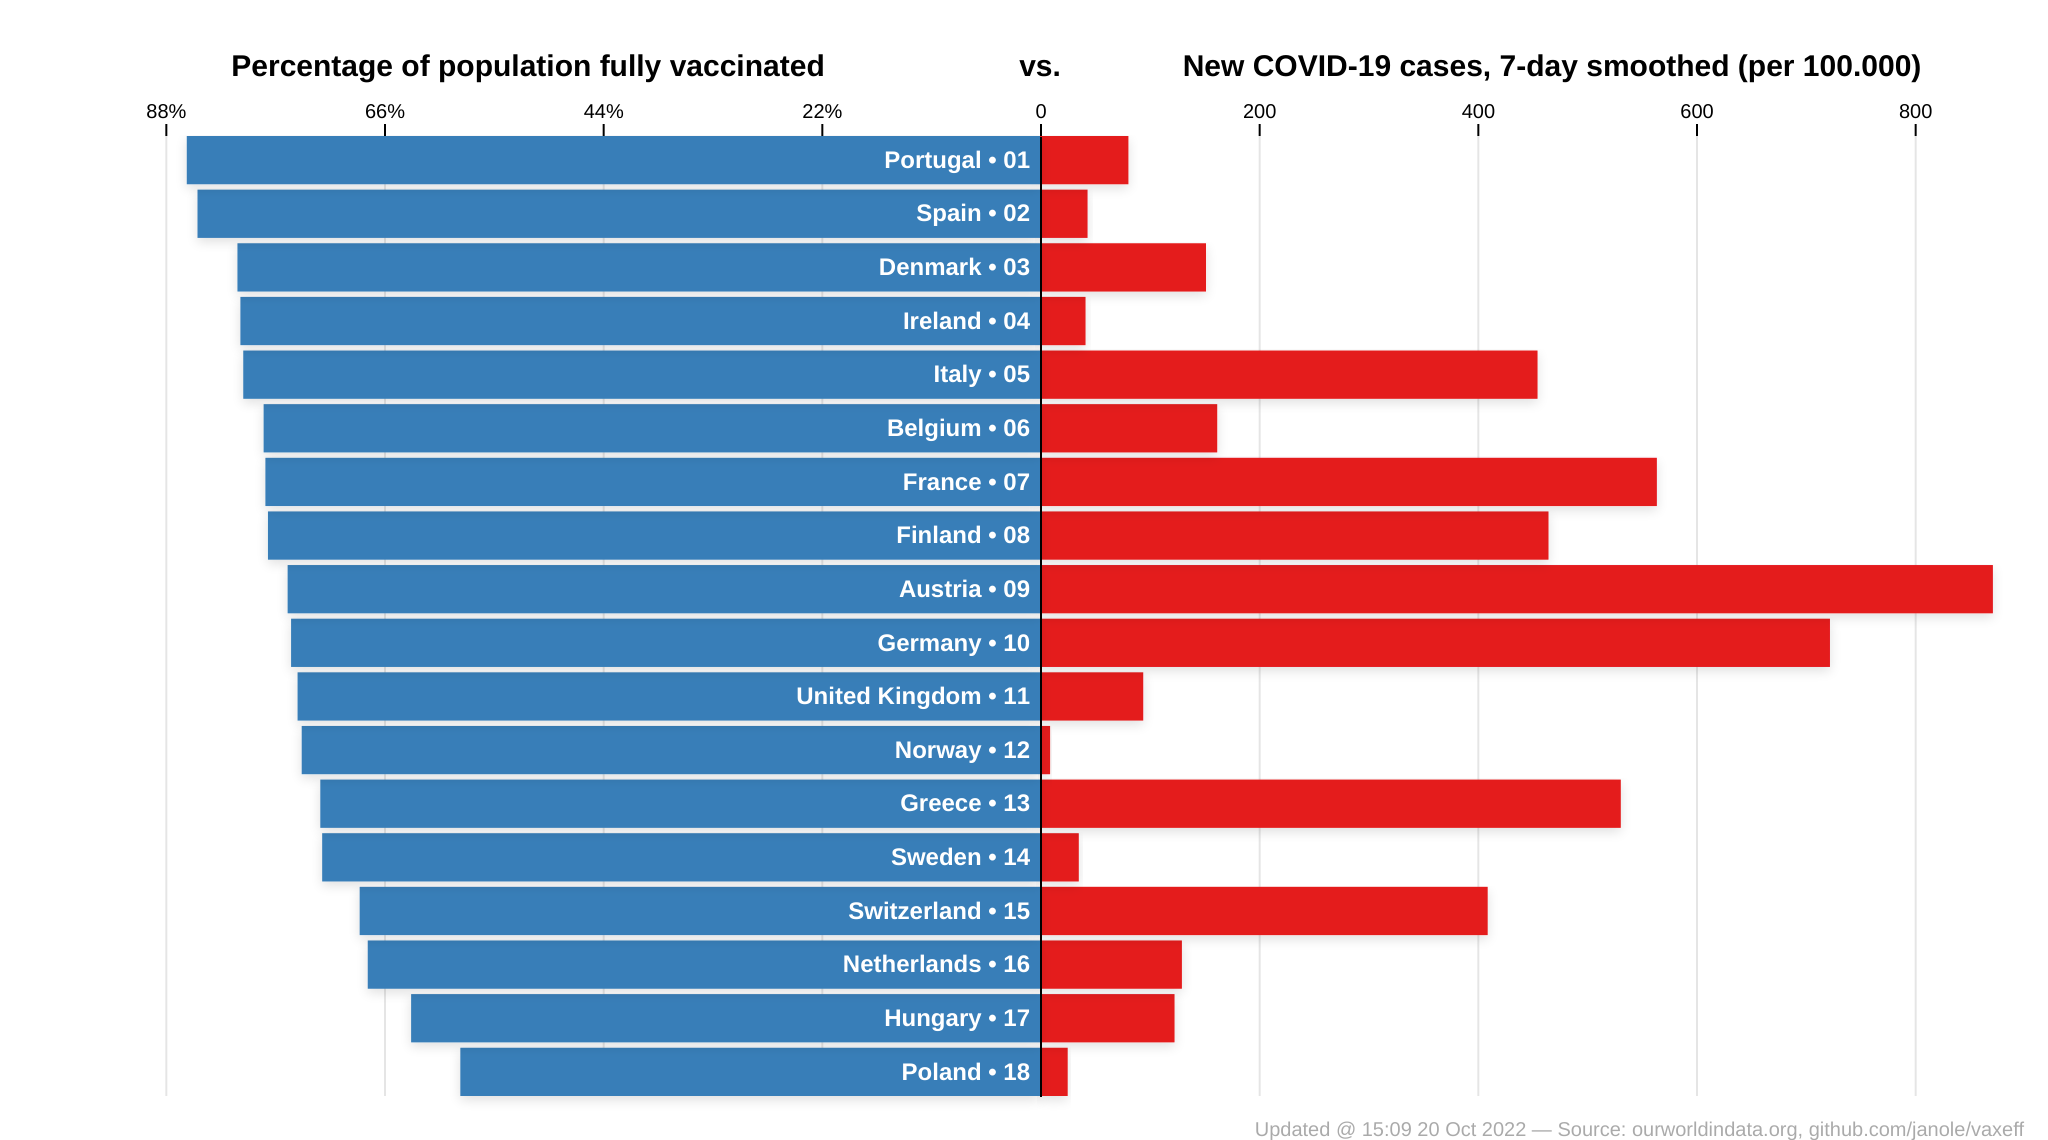 Percentage of population fully vaccinated vs. New COVID-19 cases, 7-day smoothed (per 100.000)
88% 66% 44% 22% 0 200 400 600 800
Portugal • 01
Spain • 02
Denmark • 03
Ireland • 04
Italy • 05
Belgium • 06
France • 07
Finland • 08
Austria • 09
Germany • 10
United Kingdom • 11
Norway • 12
Greece • 13
Sweden • 14
Switzerland • 15
Netherlands • 16
Hungary • 17
Poland • 18
Updated @ 15:09 20 Oct 2022 — Source: ourworldindata.org, github.com/janole/vaxeff